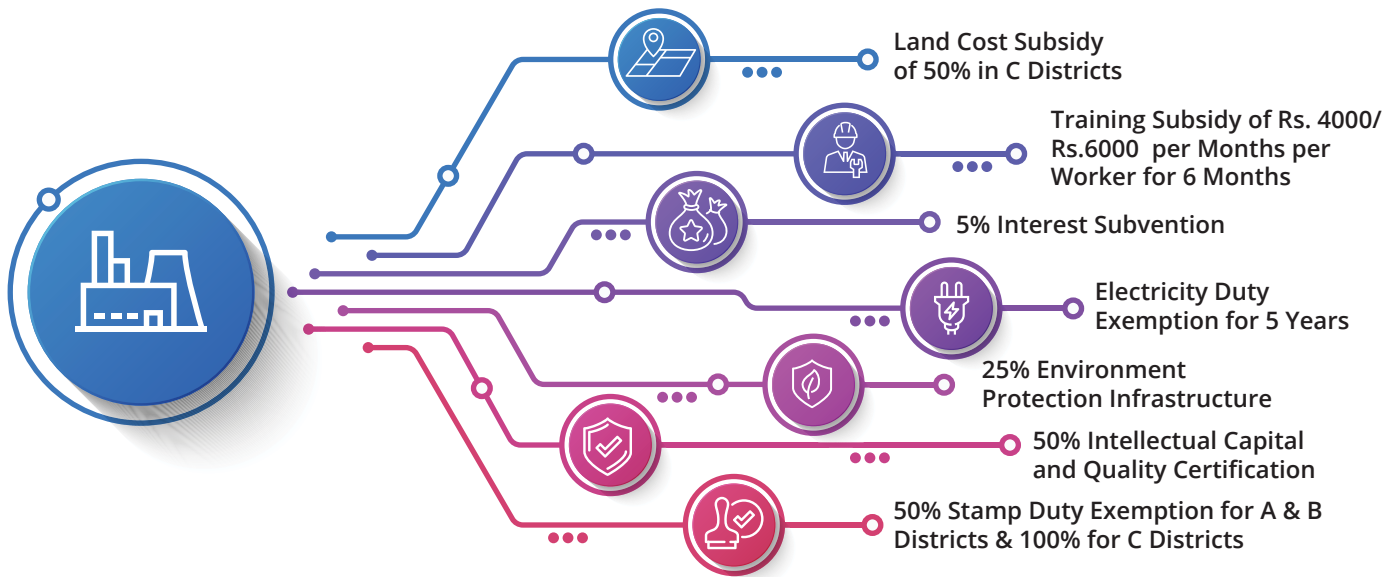 Land Cost Subsidy
of 50% in C Districts
Training Subsidy of Rs. 4000/
Rs.6000 per Months per
Worker for 6 Months
5% Interest Subvention
Electricity Duty
Exemption for 5 Years
25% Environment
Protection Infrastructure
50% Intellectual Capital
and Quality Certification
50% Stamp Duty Exemption for A & B
Districts & 100% for C Districts